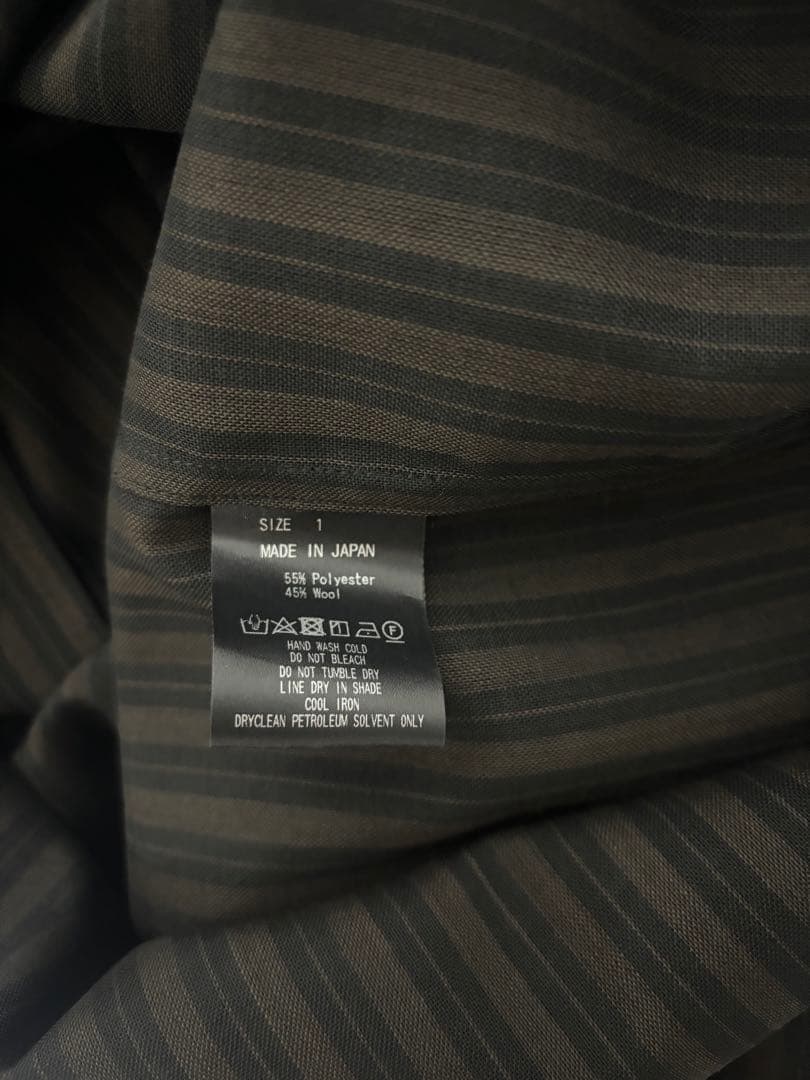 SIZE 1
MADE IN JAPAN
55% Polyester
45% Wool
F
HAND WASH COLD
DO NOT BLEACH
DO NOT TUMBLE DRY
LINE DRY IN SHADE
COOL IRON
DRYCLEAN PETROLEUM SOLVENT ONLY